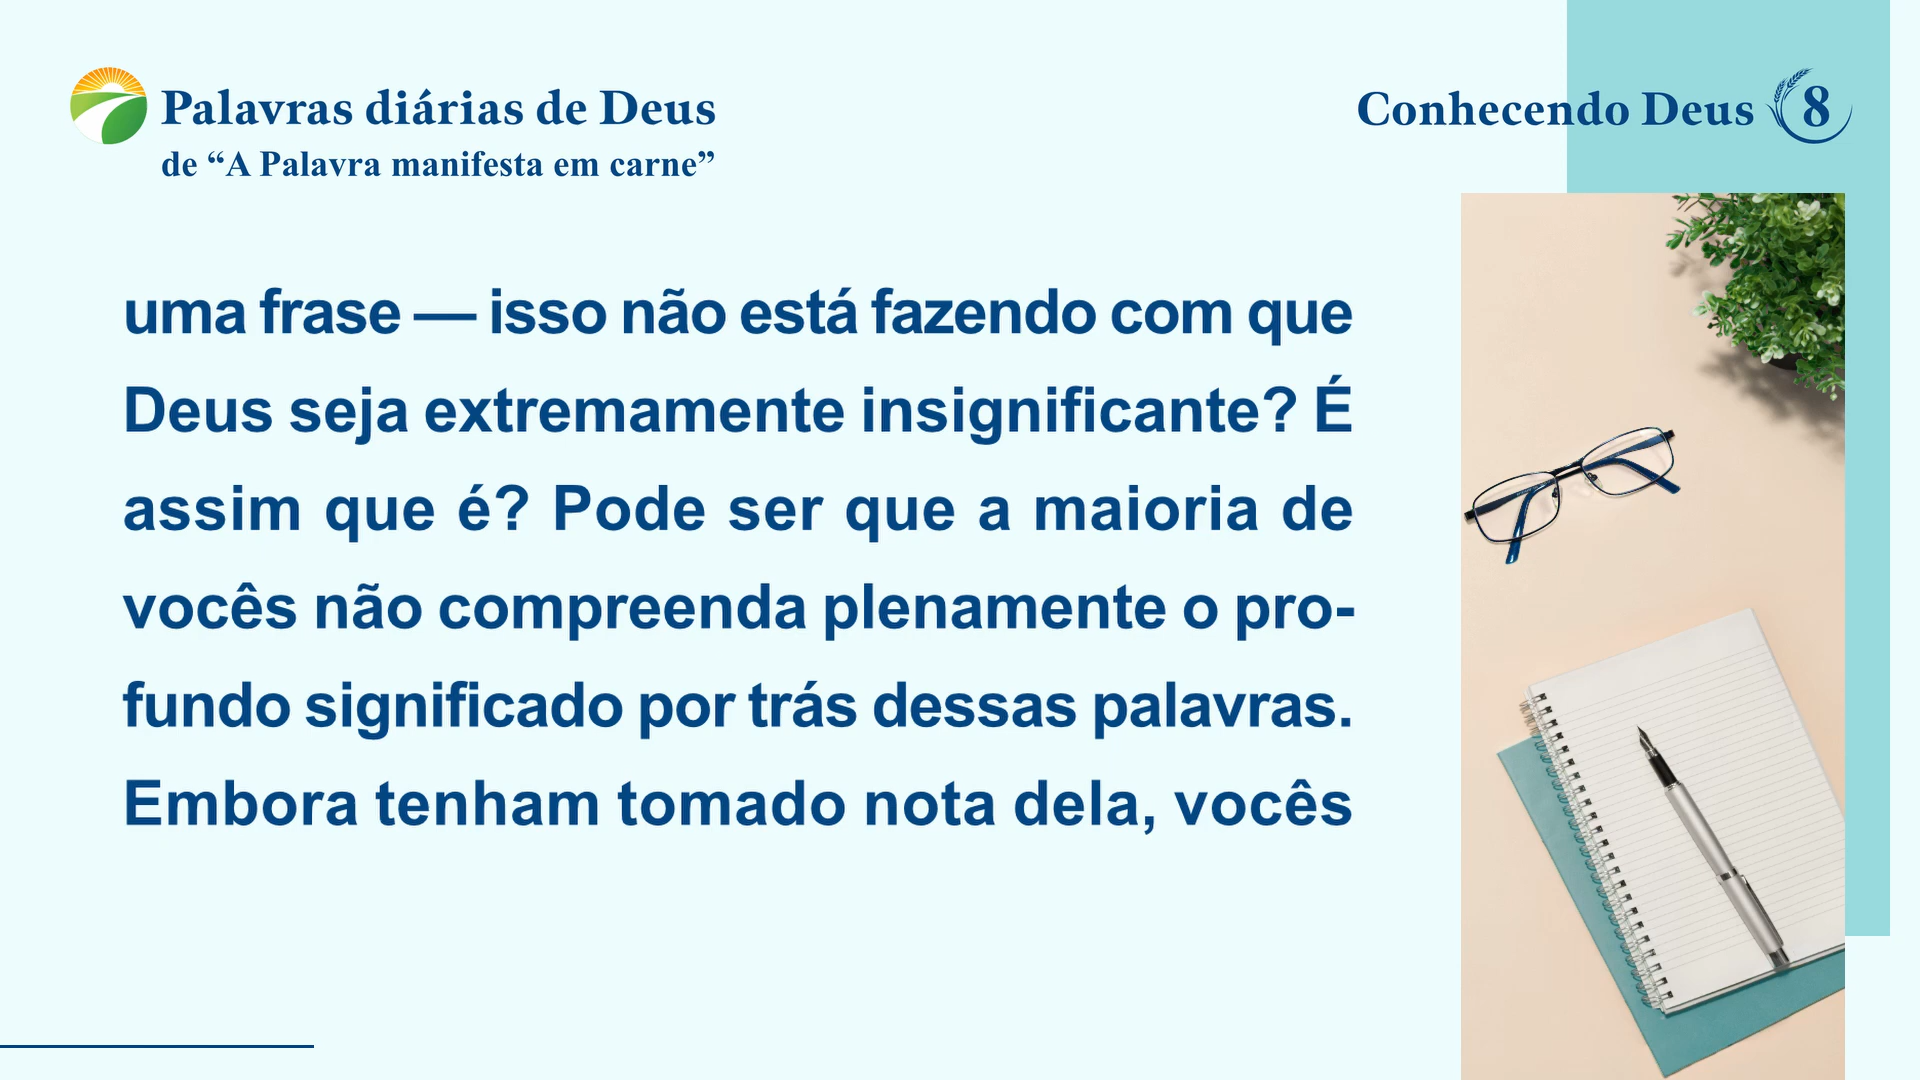 Palavras diárias de Deus
de “A Palavra manifesta em carne”
Conhecendo Deus 8
uma frase — isso não está fazendo com que
Deus seja extremamente insignificante? É
assim que é? Pode ser que a maioria de
vocês não compreenda plenamente o pro-
fundo significado por trás dessas palavras.
Embora tenham tomado nota dela, vocês